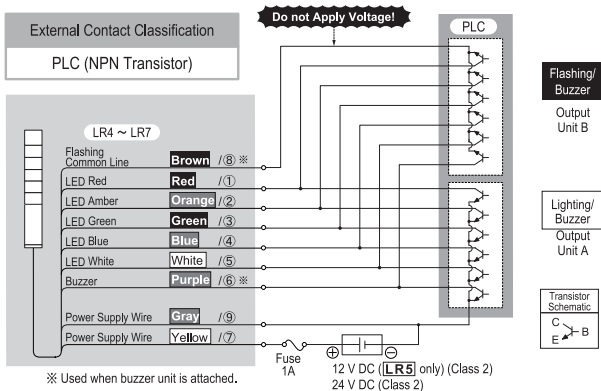 External Contact Classification
PLC (NPN Transistor)
Do not Apply Voltage!
PLC
LR4 ～ LR7
Flashing
Common Line Brown /⑧ ※
LED Red Red /①
LED Amber Orange /②
LED Green Green /③
LED Blue Blue /④
LED White White /⑤
Buzzer Purple /⑥ ※
Power Supply Wire Gray /⑨
Power Supply Wire Yellow /⑦
※ Used when buzzer unit is attached.
Fuse
1A
⊕ ⊖
12 V DC (LR5 only) (Class 2)
24 V DC (Class 2)
Flashing/
Buzzer
Output
Unit B
Lighting/
Buzzer
Output
Unit A
Transistor
Schematic
C
B
E